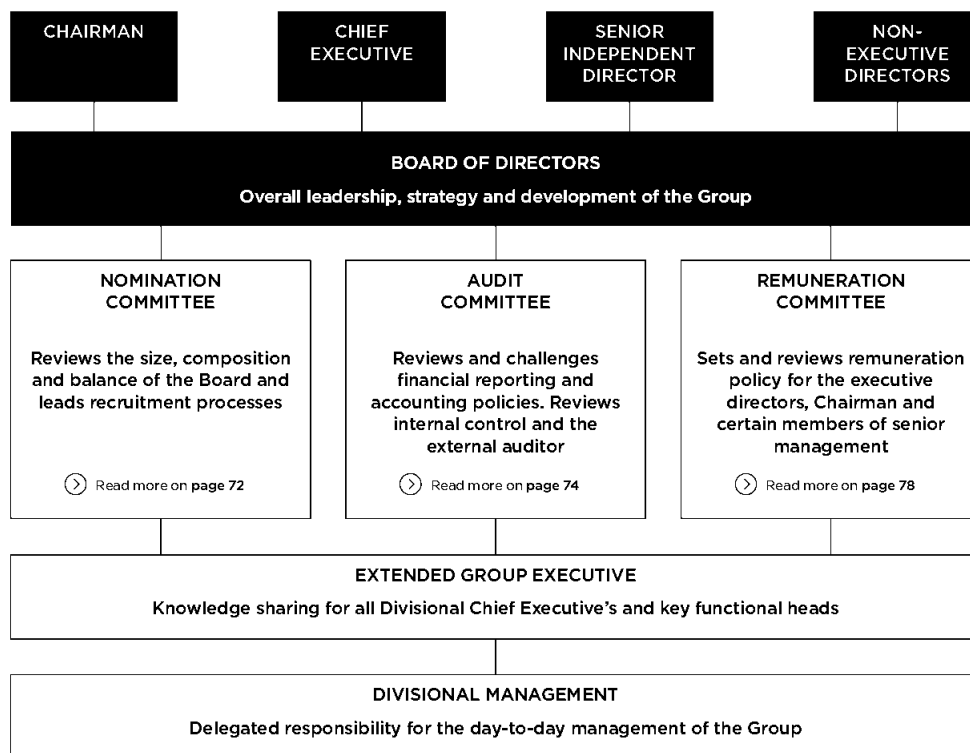 CHAIRMAN
CHIEF
EXECUTIVE
SENIOR
INDEPENDENT
DIRECTOR
NON-
EXECUTIVE
DIRECTORS
BOARD OF DIRECTORS
Overall leadership, strategy and development of the Group
NOMINATION
COMMITTEE
Reviews the size, composition
and balance of the Board and
leads recruitment processes
Read more on page 72
AUDIT
COMMITTEE
Reviews and challenges
financial reporting and
accounting policies. Reviews
internal control and the
external auditor
Read more on page 74
REMUNERATION
COMMITTEE
Sets and reviews remuneration
policy for the executive
directors, Chairman and
certain members of senior
management
Read more on page 78
EXTENDED GROUP EXECUTIVE
Knowledge sharing for all Divisional Chief Executive's and key functional heads
DIVISIONAL MANAGEMENT
Delegated responsibility for the day-to-day management of the Group